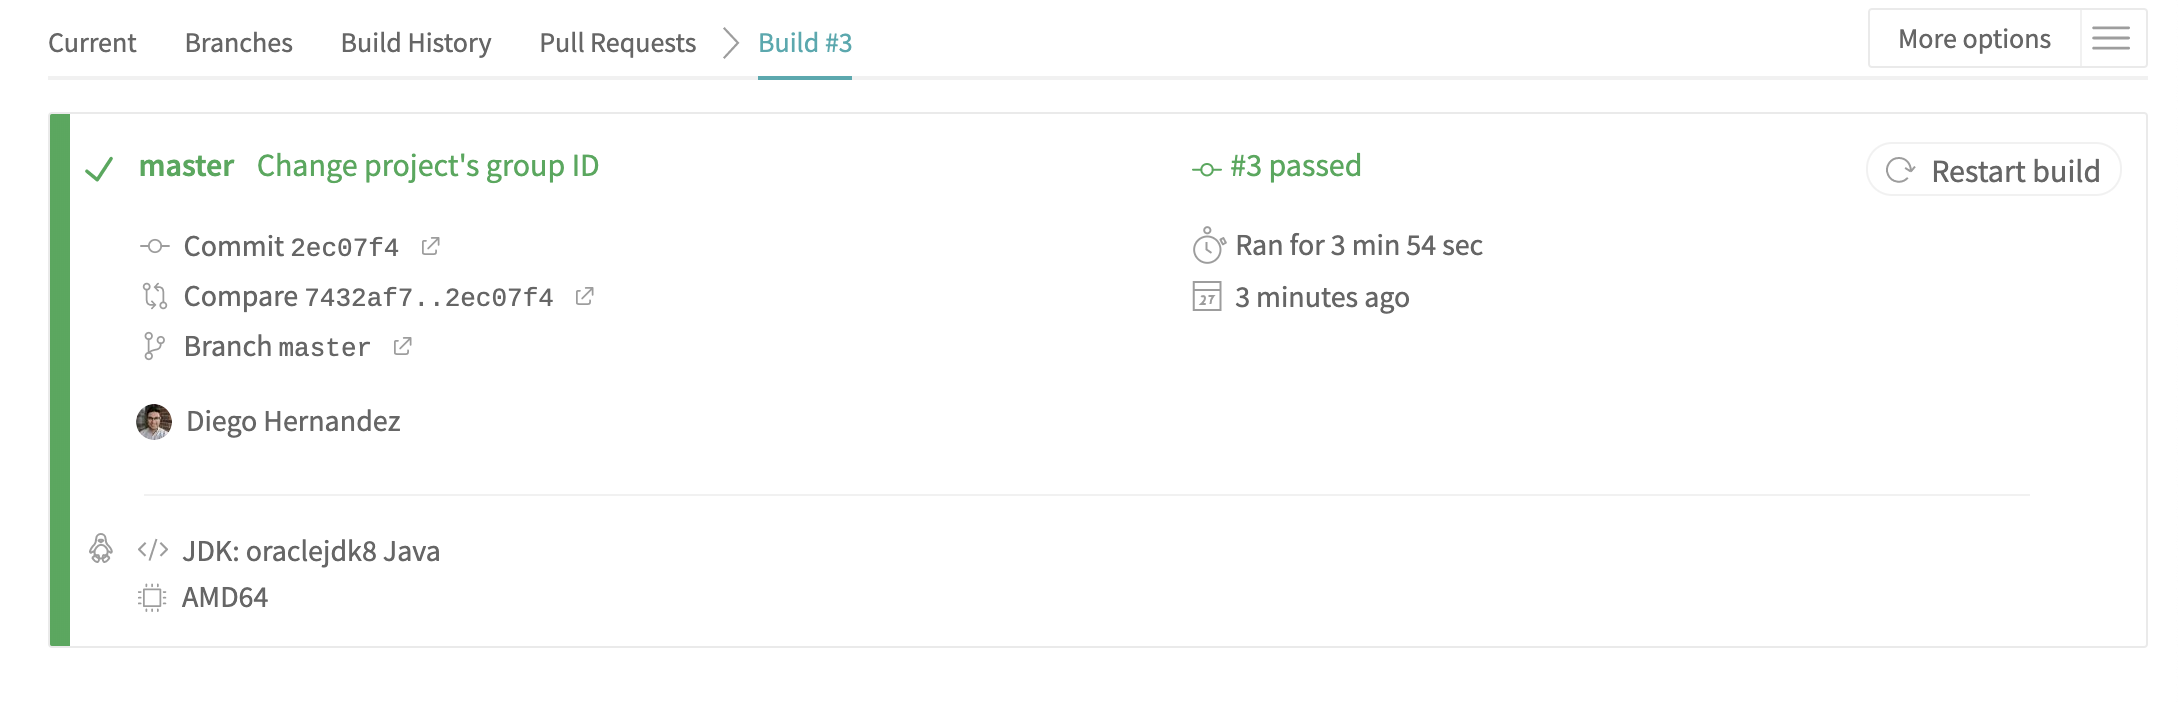 Current Branches Build History Pull Requests Build #3 More options
master Change project's group ID #3 passed Restart build
Commit 2ec07f4 Ran for 3 min 54 sec
Compare 7432af7..2ec07f4 27 3 minutes ago
Branch master
Diego Hernandez
</> JDK: oraclejdk8 Java
AMD64